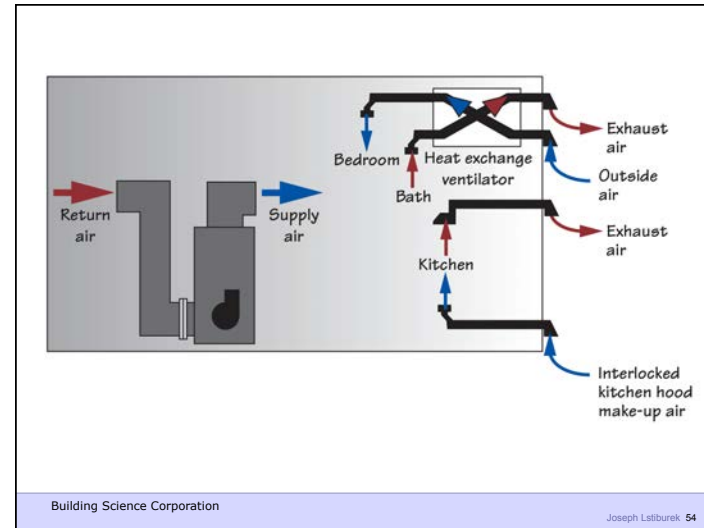 Return
air
Supply
air
Bedroom
Bath
Heat exchange
ventilator
Exhaust
air
Outside
air
Kitchen
Exhaust
air
Interlocked
kitchen hood
make-up air
Building Science Corporation
Joseph Lstiburek 54